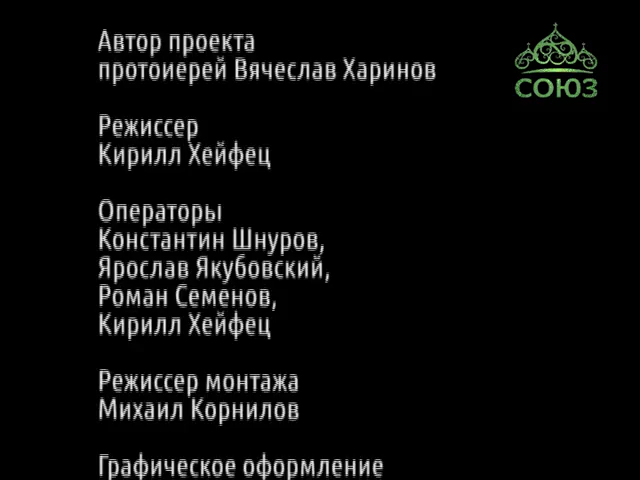 Автор проекта
протоиерей Вячеслав Харинов
СОЮЗ
Режиссер
Кирилл Хейфец
Операторы
Константин Шнуров,
Ярослав Якубовский,
Роман Семенов,
Кирилл Хейфец
Режиссер монтажа
Михаил Корнилов
Графическое оформление